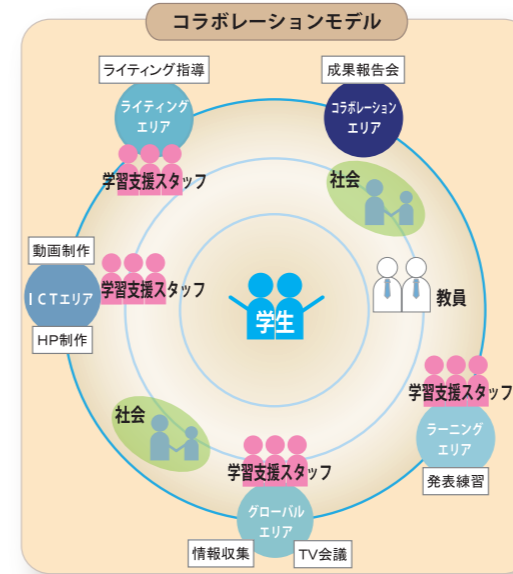 コラボレーションモデル
ライティング指導
成果報告会
ライティング
エリア
コラボレーション
エリア
学習支援スタッフ
社会
動画制作
学習支援スタッフ
ICTエリア
HP制作
学生
教員
学習支援スタッフ
社会
ラーニング
エリア
発表練習
学習支援スタッフ
グローバル
エリア
情報収集
TV会議